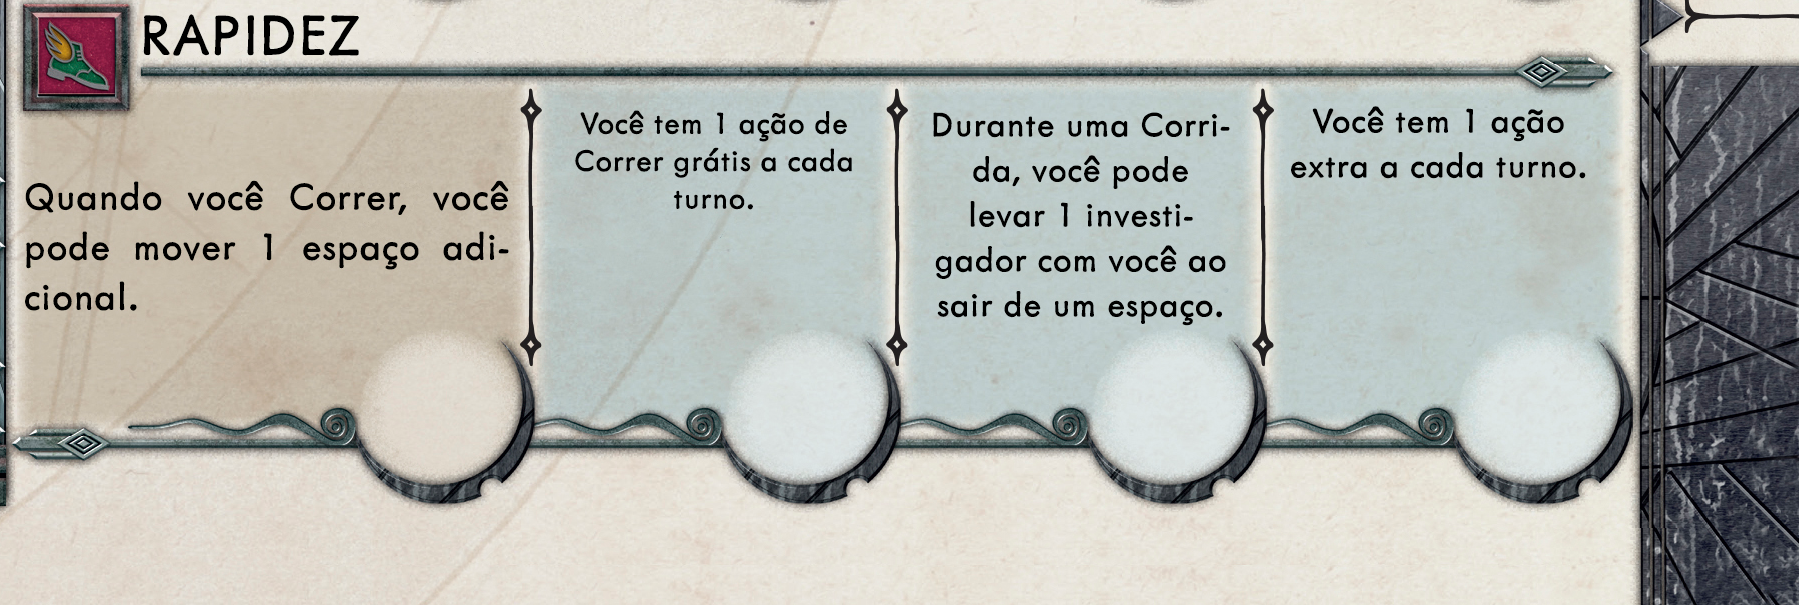 RAPIDEZ
Quando você Correr, você
pode mover 1 espaço adi-
cional.
Você tem 1 ação de
Correr grátis a cada
turno.
Durante uma Corri-
da, você pode
levar 1 investi-
gador com você ao
sair de um espaço.
Você tem 1 ação
extra a cada turno.